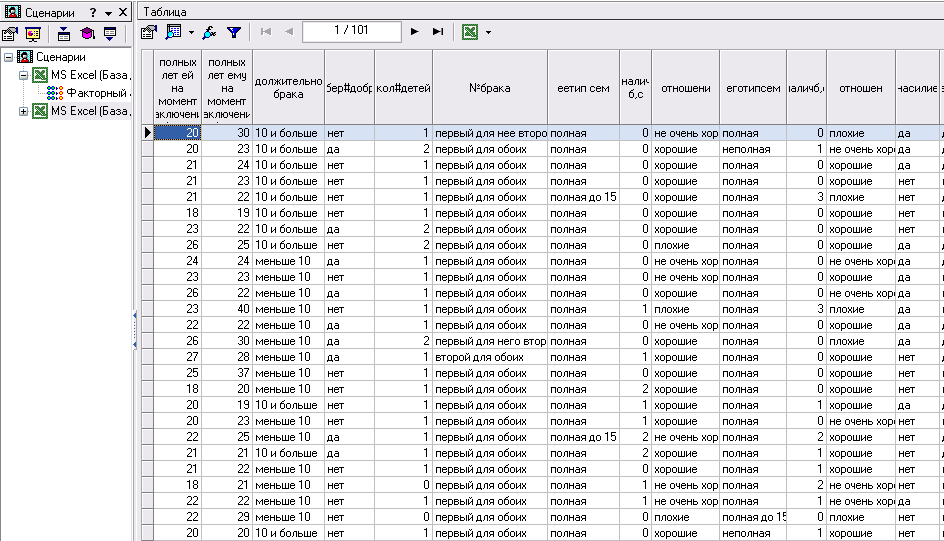 Сценарии ?
Таблица
1 / 101
Сценарии
MS Excel (База,
Факторный
MS Excel (База,
полных лет ей на момент заключени
полных лет ему на момент заключени
должительно брака
бер#добр
кол#детей
N°брака
еетип сем
налич б,с
отношени
еготипсем
наличб,
отношен
насилие
20 30 10 и больше нет 1 первый для нее второ полная 0 не очень хор полная 0 плохие да
20 23 10 и больше да 2 первый для обоих полная 0 хорошие неполная 1 не очень хоро да
21 24 10 и больше нет 1 первый для обоих полная 0 хорошие полная 0 хорошие да
21 23 10 и больше нет 1 первый для обоих полная 0 хорошие полная 0 хорошие нет
21 22 10 и больше нет 1 первый для обоих полная до 15 0 хорошие полная 3 плохие нет
18 19 10 и больше нет 1 первый для обоих полная 0 хорошие полная 0 хорошие нет
23 22 10 и больше да 2 первый для обоих полная 0 хорошие полная 0 хорошие да
26 25 10 и больше нет 2 первый для обоих полная 0 плохие полная 0 хорошие да
24 24 меньше 10 да 1 первый для обоих полная 0 не очень хор полная 0 не очень хоро да
23 23 меньше 10 нет 1 первый для обоих полная 0 не очень хор полная 0 хорошие нет
26 22 меньше 10 да 1 первый для обоих полная 0 хорошие полная 0 не очень хоро да
23 40 меньше 10 нет 1 первый для обоих полная 1 плохие полная 3 плохие да
22 22 меньше 10 да 1 первый для обоих полная 0 не очень хор полная 0 хорошие да
26 30 меньше 10 да 2 первый для него втор полная 0 хорошие полная 0 плохие да
27 28 меньше 10 да 1 второй для обоих полная 0 хорошие полная 0 хорошие нет
25 37 меньше 10 нет 1 первый для обоих полная 0 хорошие полная 0 хорошие нет
18 20 меньше 10 нет 1 первый для обоих полная 2 хорошие полная 0 хорошие нет
20 19 10 и больше нет 1 первый для обоих полная 1 хорошие полная 1 хорошие да
20 23 меньше 10 нет 1 первый для обоих полная 1 хорошие полная 0 не очень хоро нет
22 25 меньше 10 да 1 первый для обоих полная до 15 2 не очень хор полная 2 хорошие нет
21 21 10 и больше да 2 первый для обоих полная 2 хорошие полная 1 хорошие нет
21 22 меньше 10 нет 1 первый для обоих полная 0 хорошие полная 1 хорошие нет
18 21 меньше 10 нет 0 первый для обоих полная 1 не очень хор полная 2 не очень хоро нет
22 22 меньше 10 нет 1 первый для обоих полная 1 не очень хор полная 1 не очень хоро да
22 29 меньше 10 нет 0 первый для обоих полная 0 плохие полная до 15 0 плохие нет
20 20 10 и больше нет 1 первый для обоих полная 0 хорошие неполная 1 хорошие нет